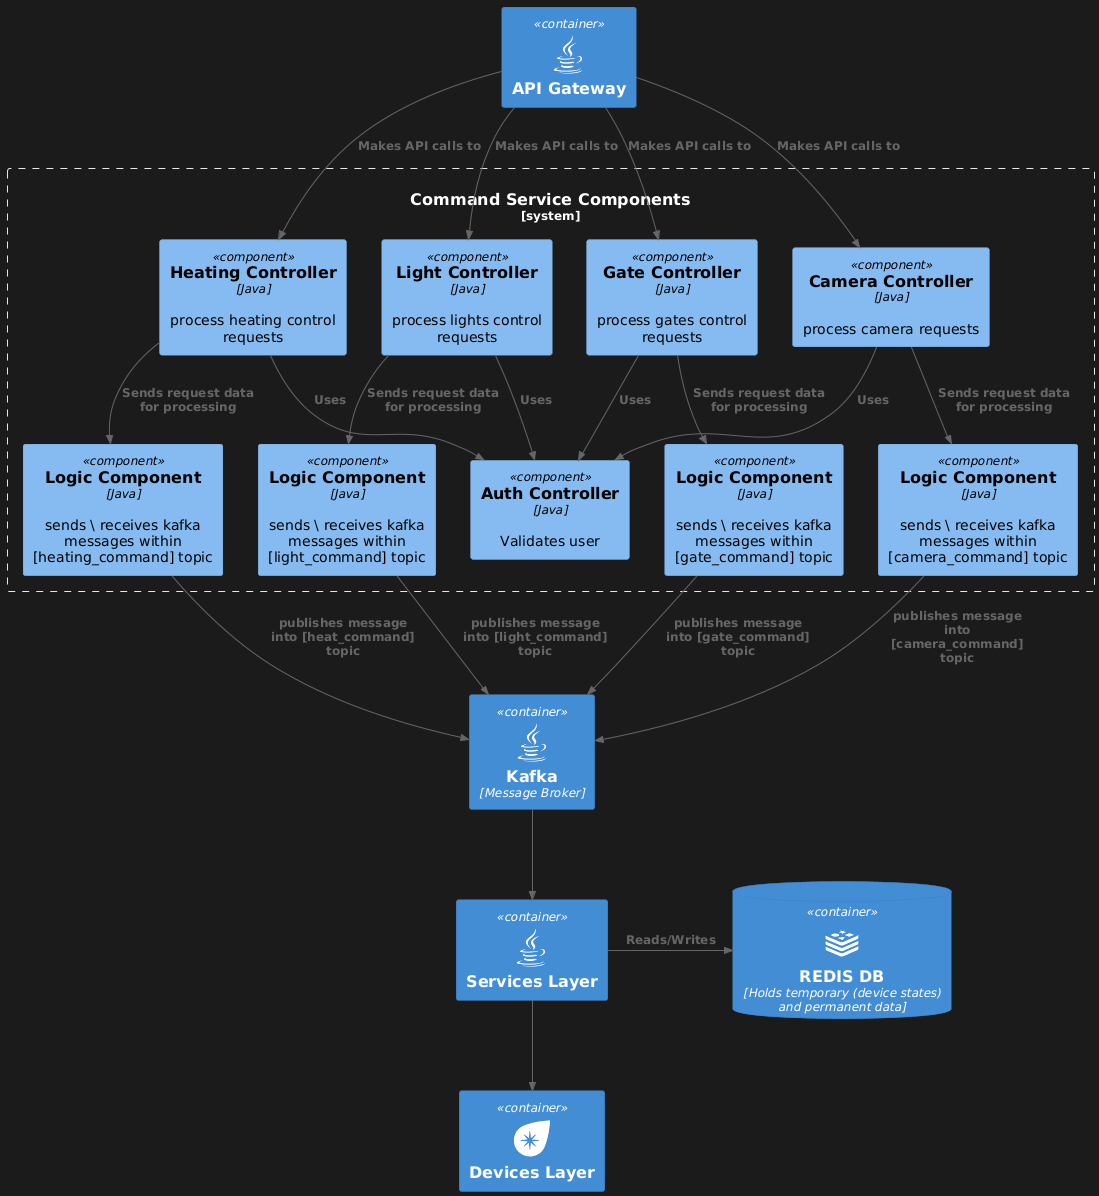 «container»
API Gateway
Makes API calls to
Makes API calls to
Makes API calls to
Makes API calls to
Command Service Components
[system]
«component»
Heating Controller
[Java]
process heating control
requests
«component»
Light Controller
[Java]
process lights control
requests
«component»
Gate Controller
[Java]
process gates control
requests
«component»
Camera Controller
[Java]
process camera requests
Sends request data
for processing
Uses
Sends request data
for processing
Uses
Uses
Sends request data
for processing
Uses
Sends request data
for processing
«component»
Logic Component
[Java]
sends \ receives kafka
messages within
[heating_command] topic
«component»
Logic Component
[Java]
sends \ receives kafka
messages within
[light_command] topic
«component»
Auth Controller
[Java]
Validates user
«component»
Logic Component
[Java]
sends \ receives kafka
messages within
[gate_command] topic
«component»
Logic Component
[Java]
sends \ receives kafka
messages within
[camera_command] topic
publishes message
into [heat_command]
topic
publishes message
into [light_command]
topic
publishes message
into [gate_command]
topic
publishes message
into
[camera_command]
topic
«container»
Kafka
[Message Broker]
«container»
Services Layer
Reads/Writes
«container»
REDIS DB
[Holds temporary (device states)
and permanent data]
«container»
Devices Layer